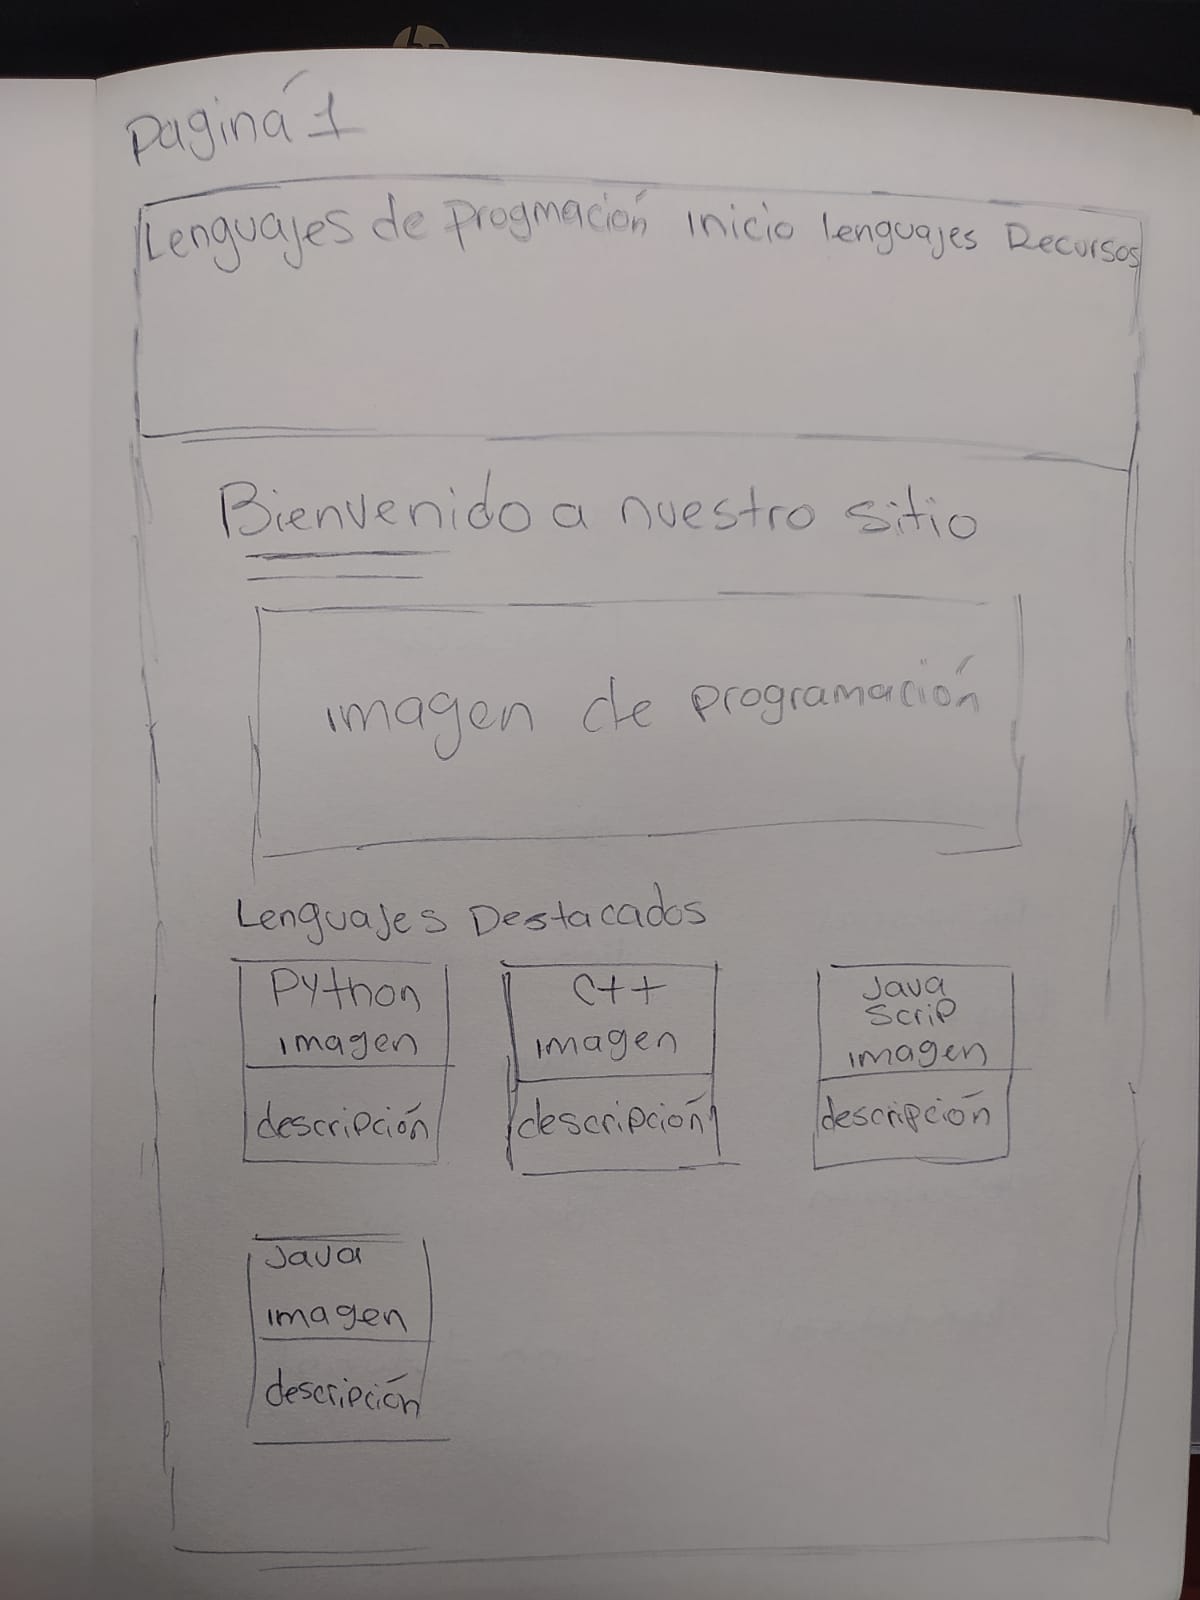 Pagina 1
Lenguajes de Progmación Inicio Lenguajes Recursos
Bienvenido a nuestro sitio
imagen de programación
Lenguajes Destacados
Python
imagen
descripción
C++
imagen
descripción
Java
Scrip
imagen
descripción
Java
imagen
descripción